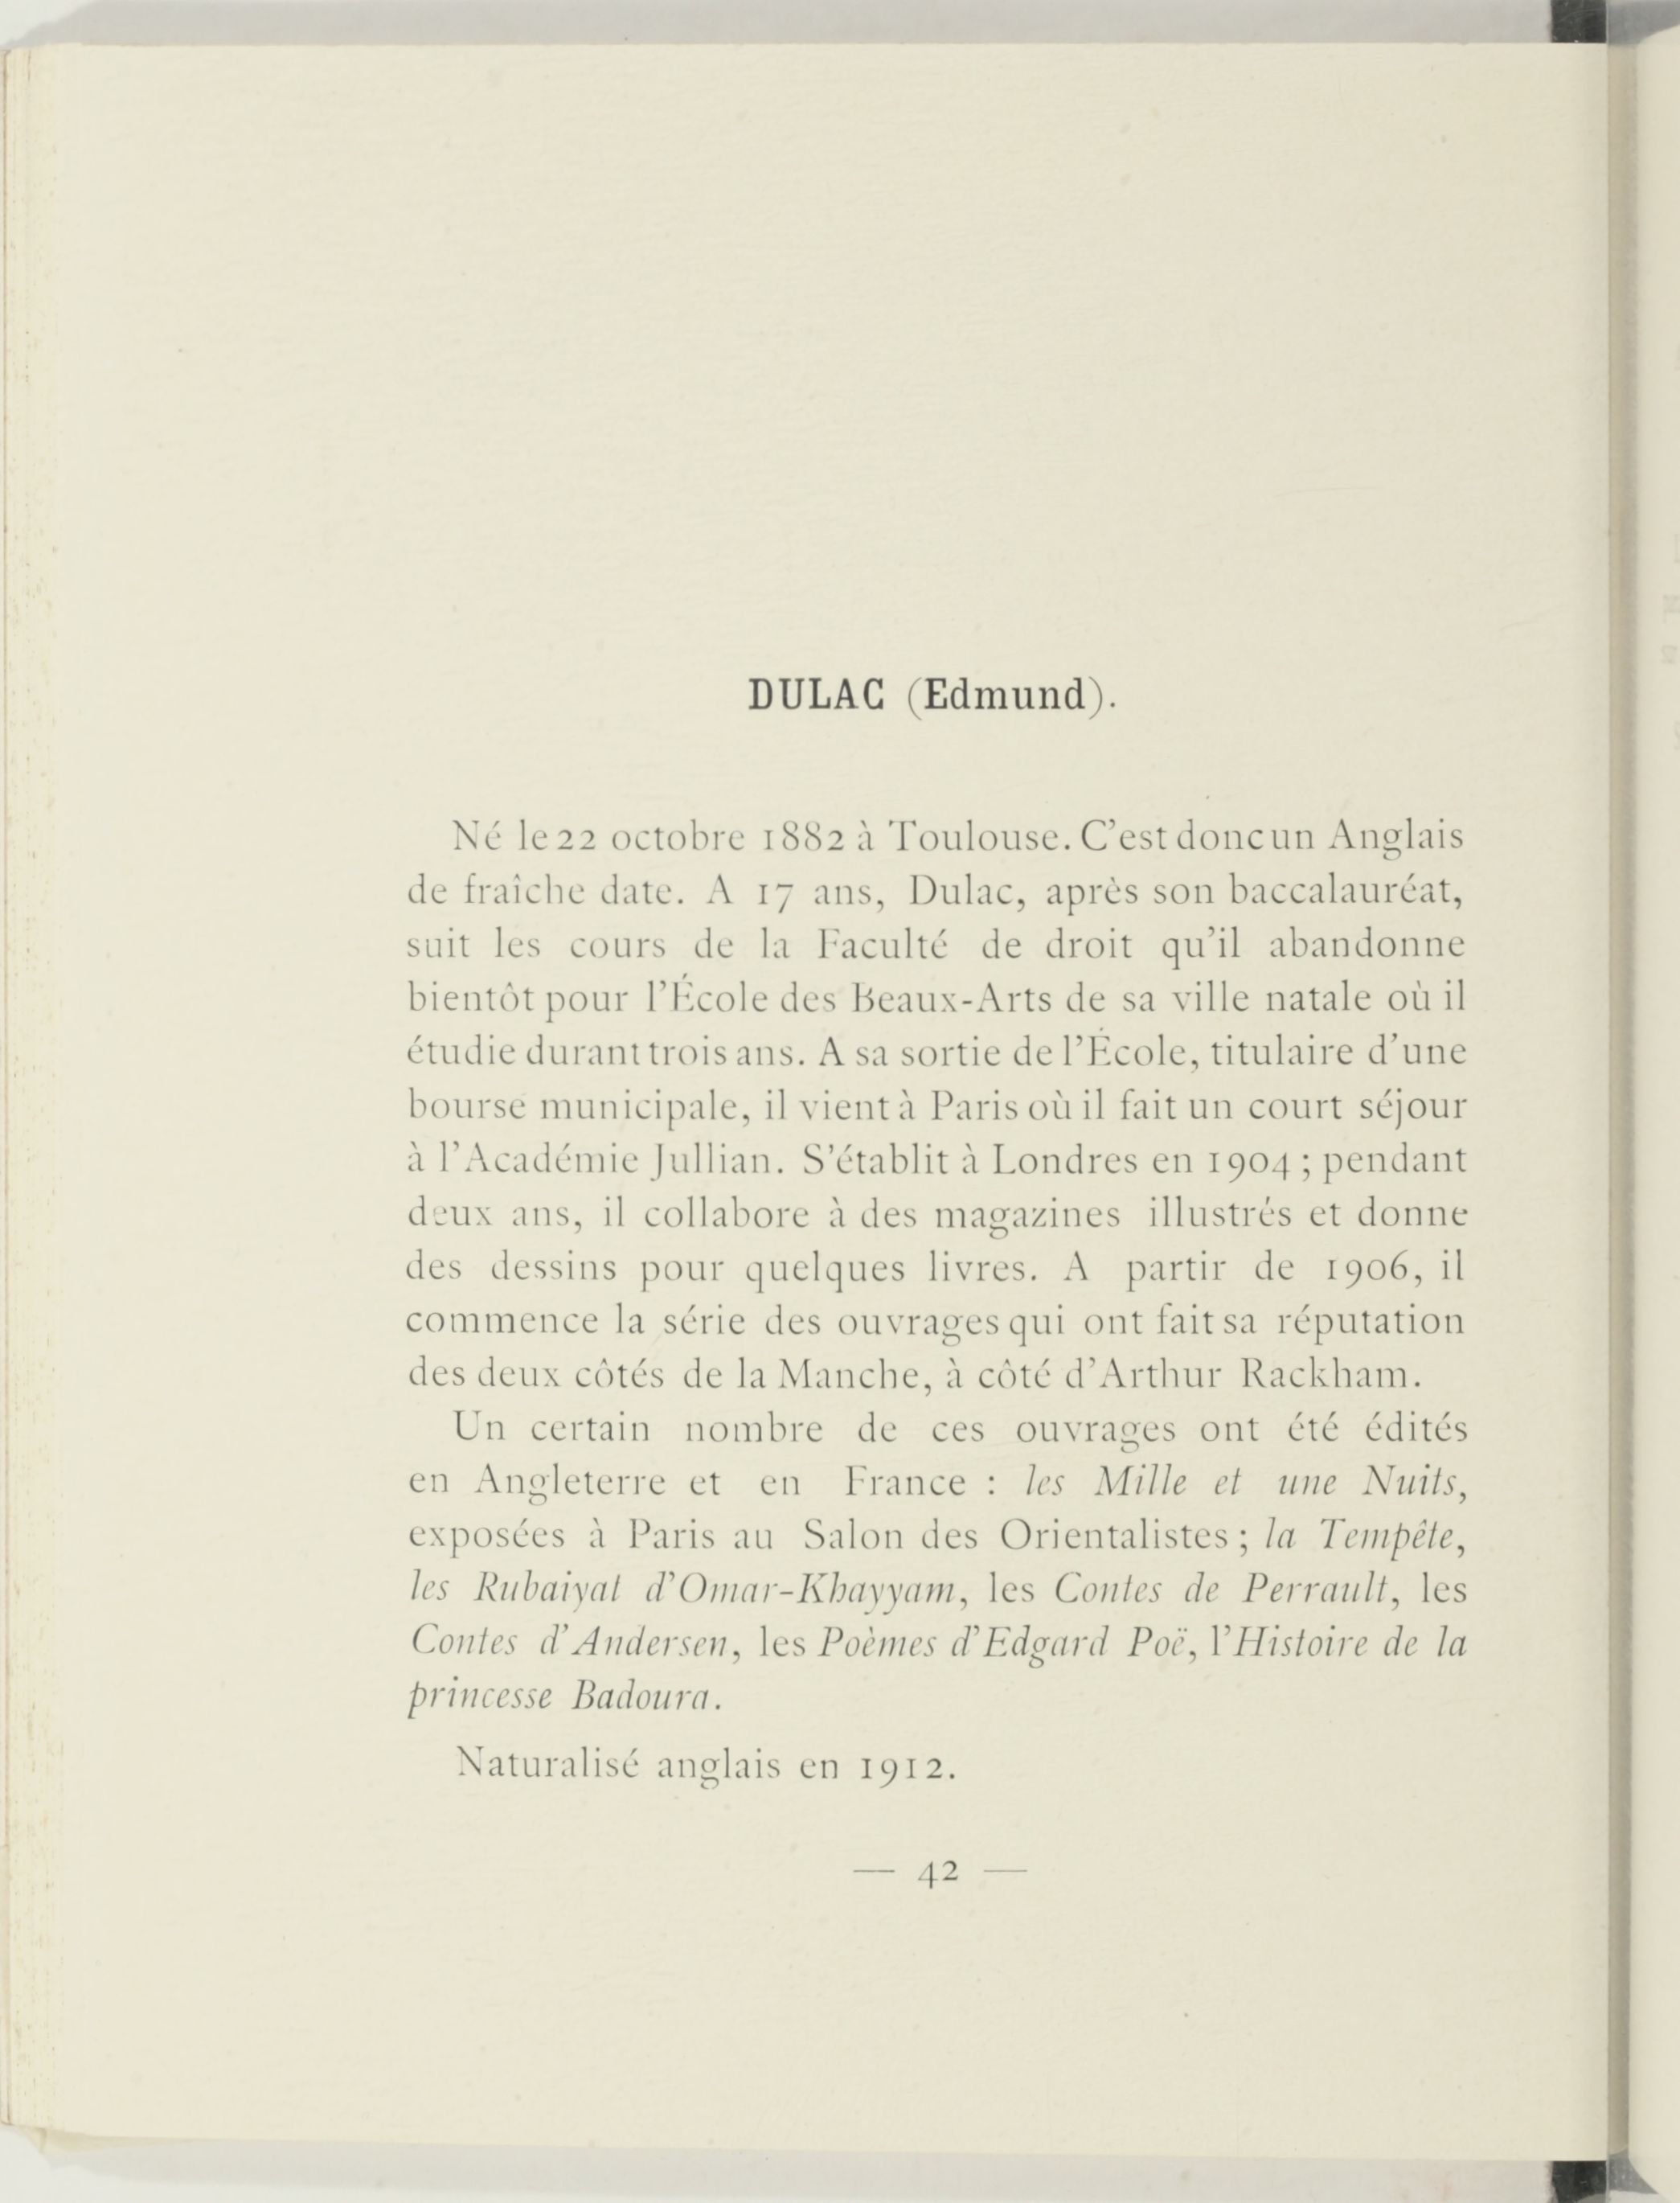 DULAC (Edmund).
Né le 22 octobre 1882 à Toulouse. C'est donc un Anglais
de fraîche date. A 17 ans, Dulac, après son baccalauréat,
suit les cours de la Faculté de droit qu'il abandonne
bientôt pour l'École des Beaux-Arts de sa ville natale où il
étudie durant trois ans. A sa sortie de l'École, titulaire d'une
bourse municipale, il vient à Paris où il fait un court séjour
à l'Académie Jullian. S'établit à Londres en 1904 ; pendant
deux ans, il collabore à des magazines illustrés et donne
des dessins pour quelques livres. A partir de 1906, il
commence la série des ouvrages qui ont fait sa réputation
des deux côtés de la Manche, à côté d'Arthur Rackham.
Un certain nombre de ces ouvrages ont été édités
en Angleterre et en France : les Mille et une Nuits,
exposées à Paris au Salon des Orientalistes ; la Tempête,
les Rubaiyat d'Omar-Khayyam, les Contes de Perrault, les
Contes d'Andersen, les Poèmes d'Edgard Poë, l'Histoire de la
princesse Badoura.
Naturalisé anglais en 1912.
— 42 —